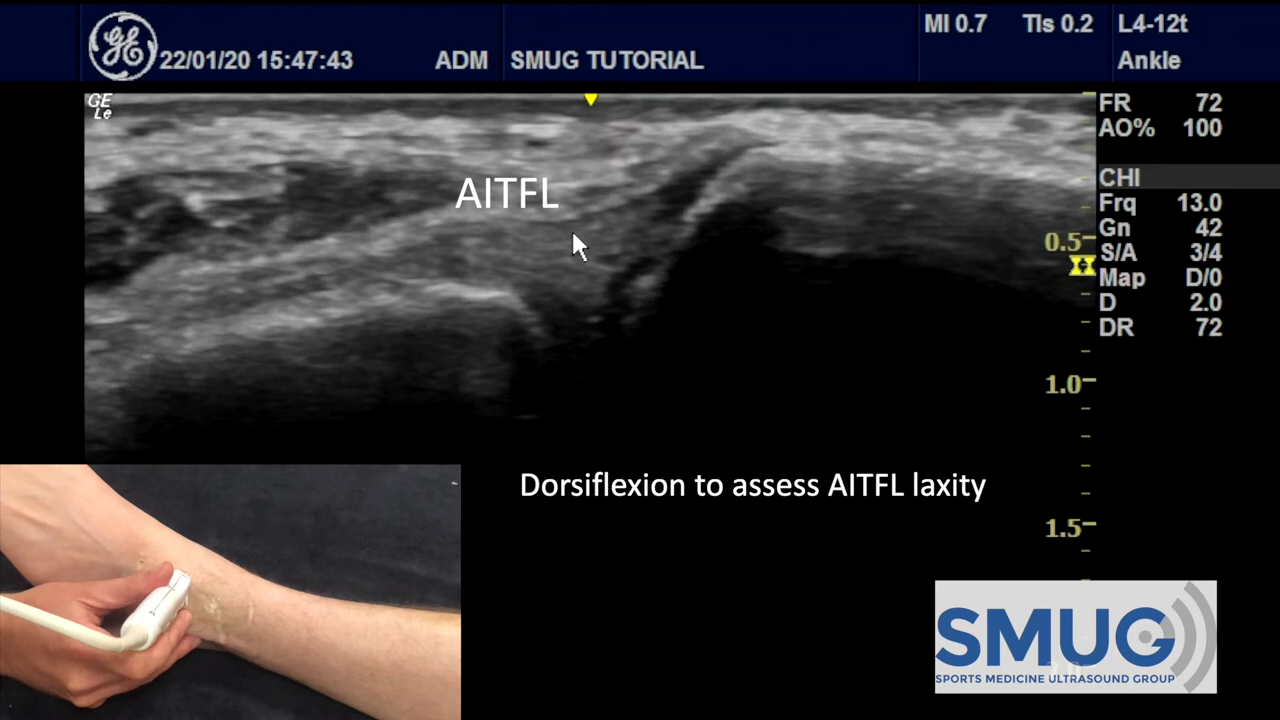 22/01/20 15:47:43 ADM SMUG TUTORIAL
MI 0.7 TIs 0.2 L4-12t
Ankle
GE
Le
FR 72
AO% 100
CHI
Frq 13.0
Gn 42
S/A 3/4
Map D/0
D 2.0
DR 72
AITFL
0.5
1.0
1.5
Dorsiflexion to assess AITFL laxity
SMUG
SPORTS MEDICINE ULTRASOUND GROUP